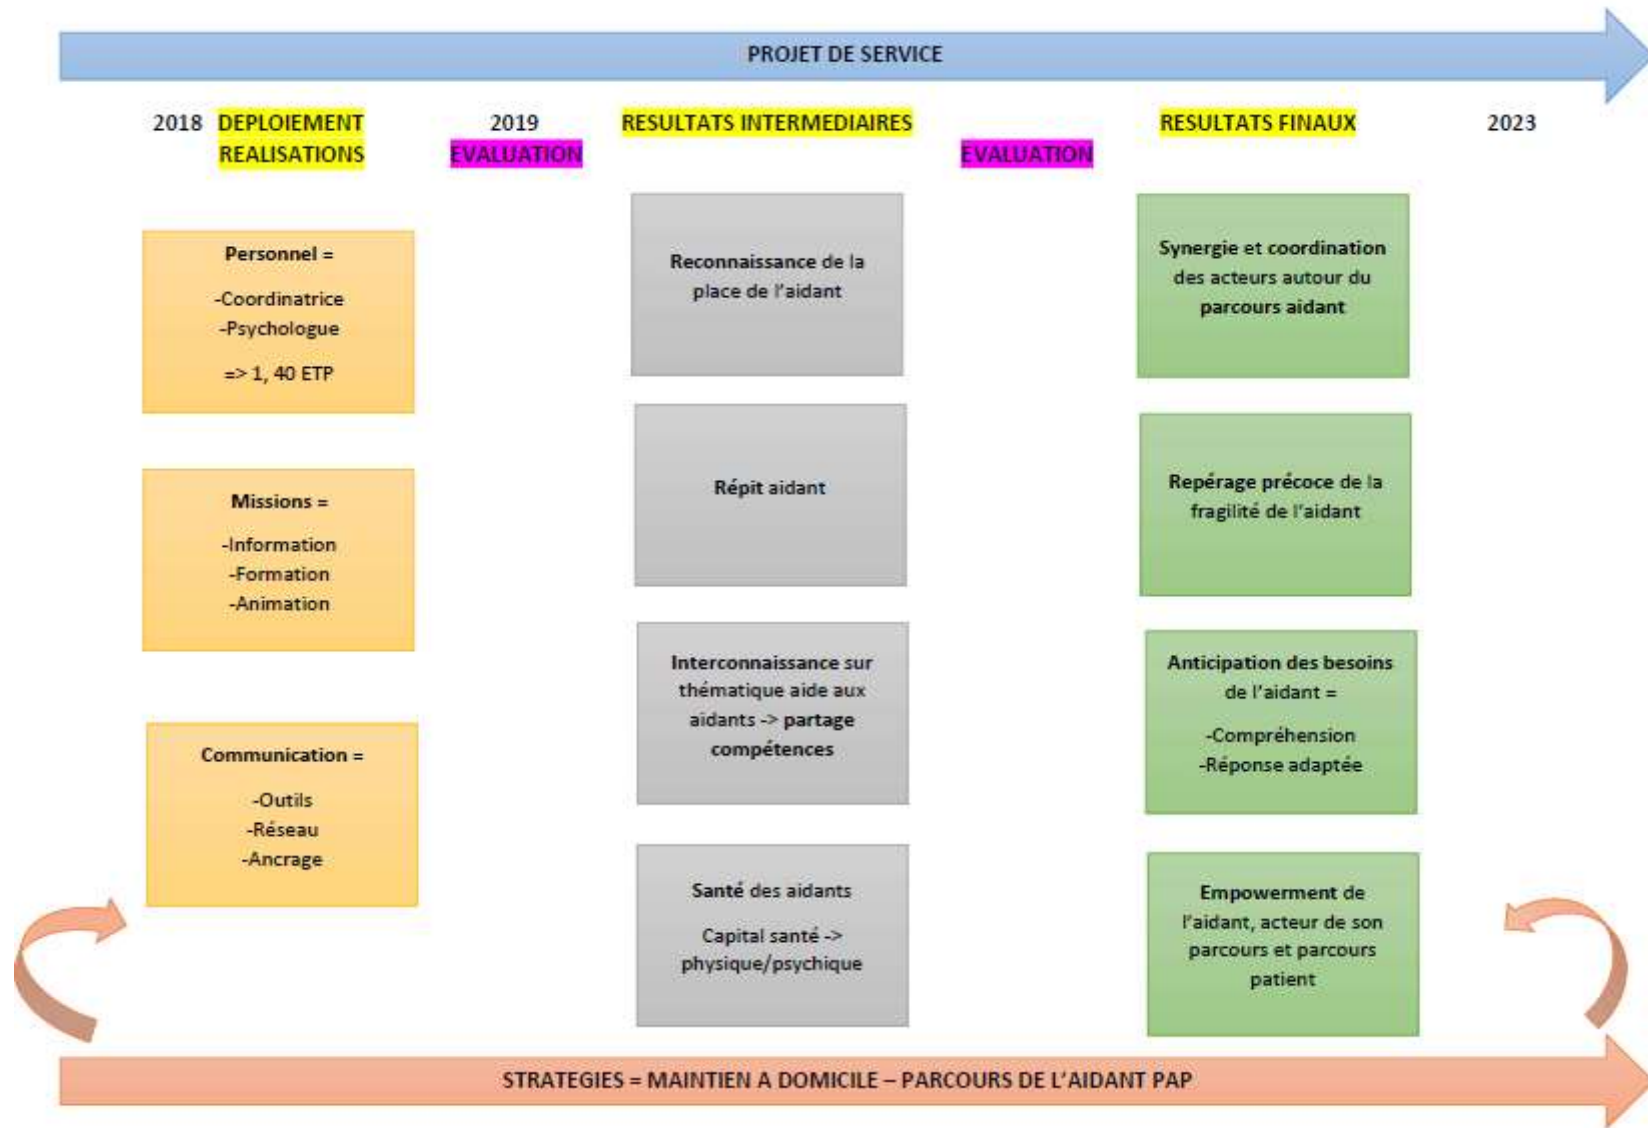 PROJET DE SERVICE
2018 DEPLOIEMENT
REALISATIONS
2019
EVALUATION
RESULTATS INTERMEDIAIRES
EVALUATION
RESULTATS FINAUX
2023
Personnel =
-Coordinatrice
-Psychologue
=> 1, 40 ETP
Missions =
-Information
-Formation
-Animation
Communication =
-Outils
-Réseau
-Ancrage
Reconnaissance de la
place de l'aidant
Répit aidant
Interconnaissance sur
thématique aide aux
aidants -> partage
compétences
Santé des aidants
Capital santé ->
physique/psychique
Synergie et coordination
des acteurs autour du
parcours aidant
Repérage précoce de la
fragilité de l'aidant
Anticipation des besoins
de l'aidant =
-Compréhension
-Réponse adaptée
Empowerment de
l'aidant, acteur de son
parcours et parcours
patient
STRATEGIES = MAINTIEN A DOMICILE – PARCOURS DE L'AIDANT PAP